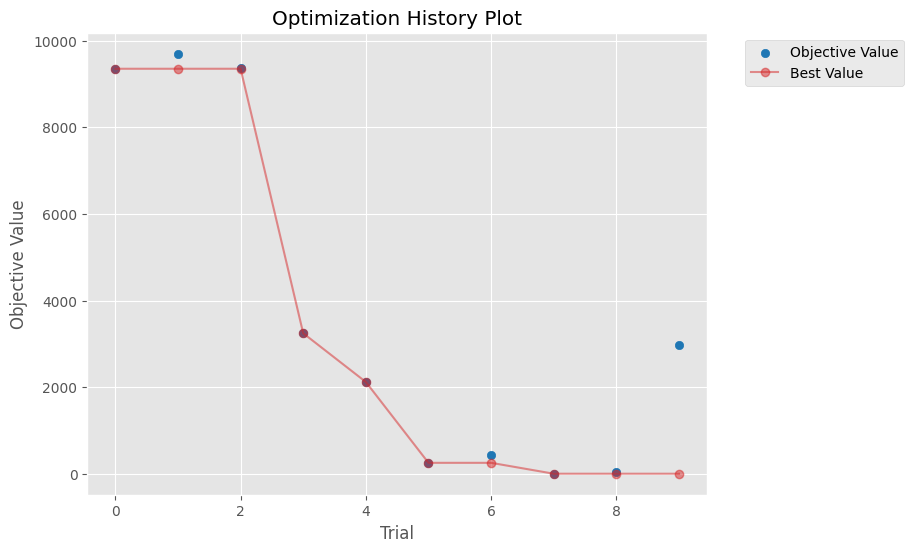 Optimization History Plot
Objective Value
Best Value
10000
8000
6000
4000
2000
0
Objective Value
0 2 4 6 8
Trial